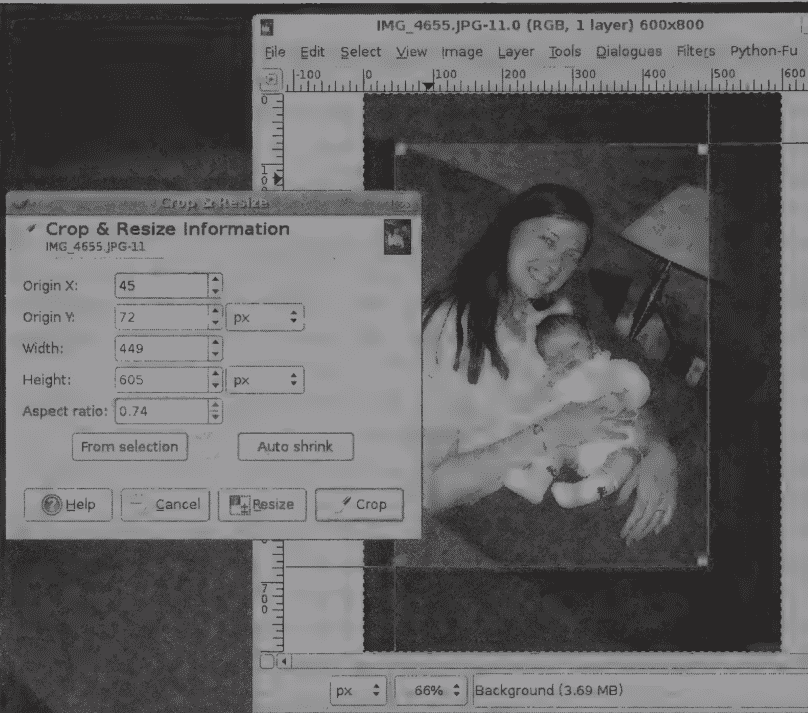 IMG_4655.JPG-11.0 (RGB, 1 layer) 600x800
File Edit Select View Image Layer Tools Dialogues Filters Python-Fu
-100 0 100 200 300 400 500 600
0
100
Crop & Resize
Crop & Resize Information
IMG_4655.JPG-11
Origin X: 45
Origin Y: 72 px
Width: 449
Height: 605 px
Aspect ratio: 0.74
From selection Auto shrink
Help Cancel Resize Crop
700
px 66% Background (3.69 MB)